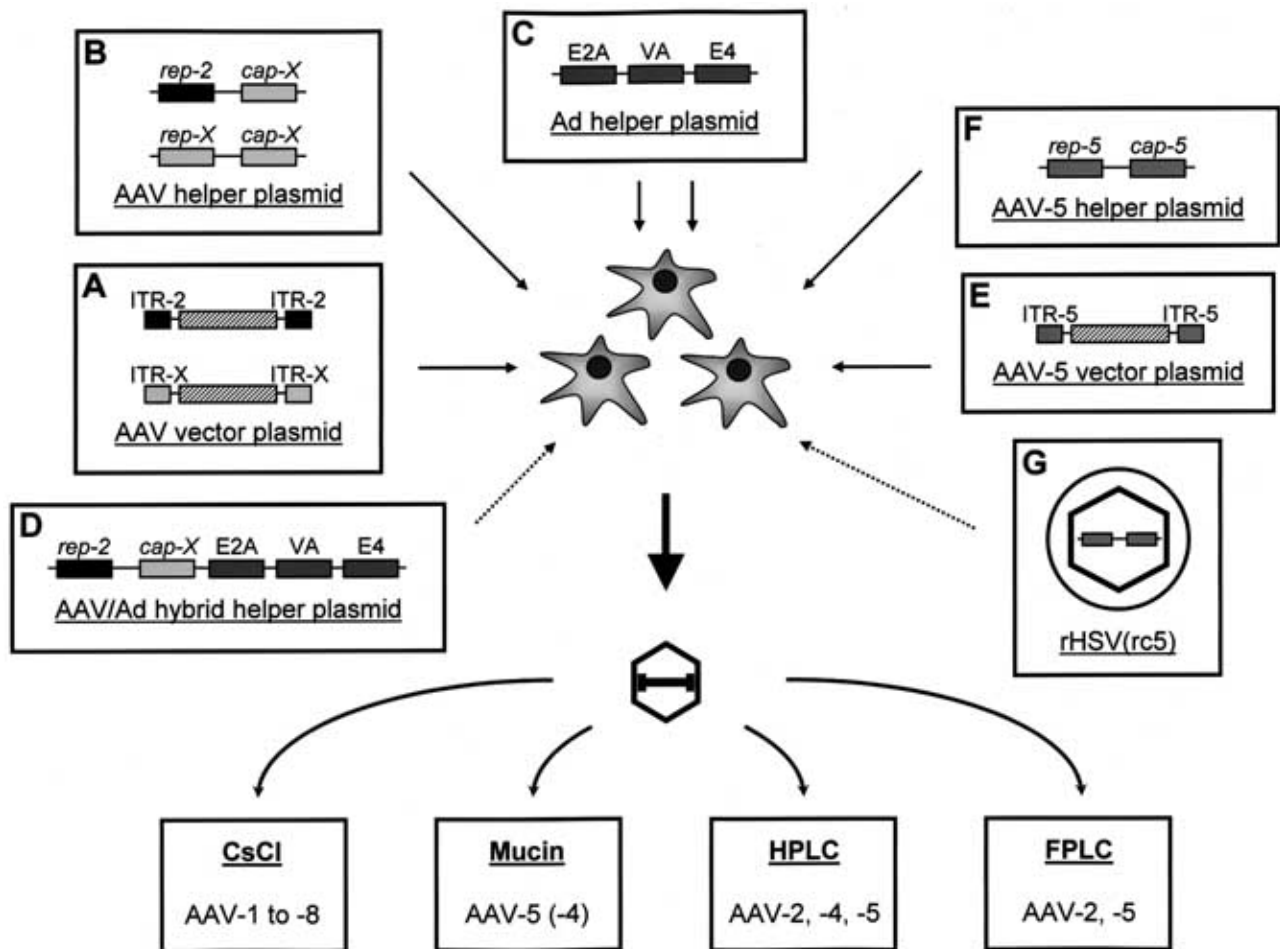 B
rep-2 cap-X
rep-X cap-X
AAV helper plasmid
C
E2A VA E4
Ad helper plasmid
F
rep-5 cap-5
AAV-5 helper plasmid
A
ITR-2 ITR-2
ITR-X ITR-X
AAV vector plasmid
E
ITR-5 ITR-5
AAV-5 vector plasmid
D
rep-2 cap-X E2A VA E4
AAV/Ad hybrid helper plasmid
G
rHSV(rc5)
CsCl
AAV-1 to -8
Mucin
AAV-5 (-4)
HPLC
AAV-2, -4, -5
FPLC
AAV-2, -5